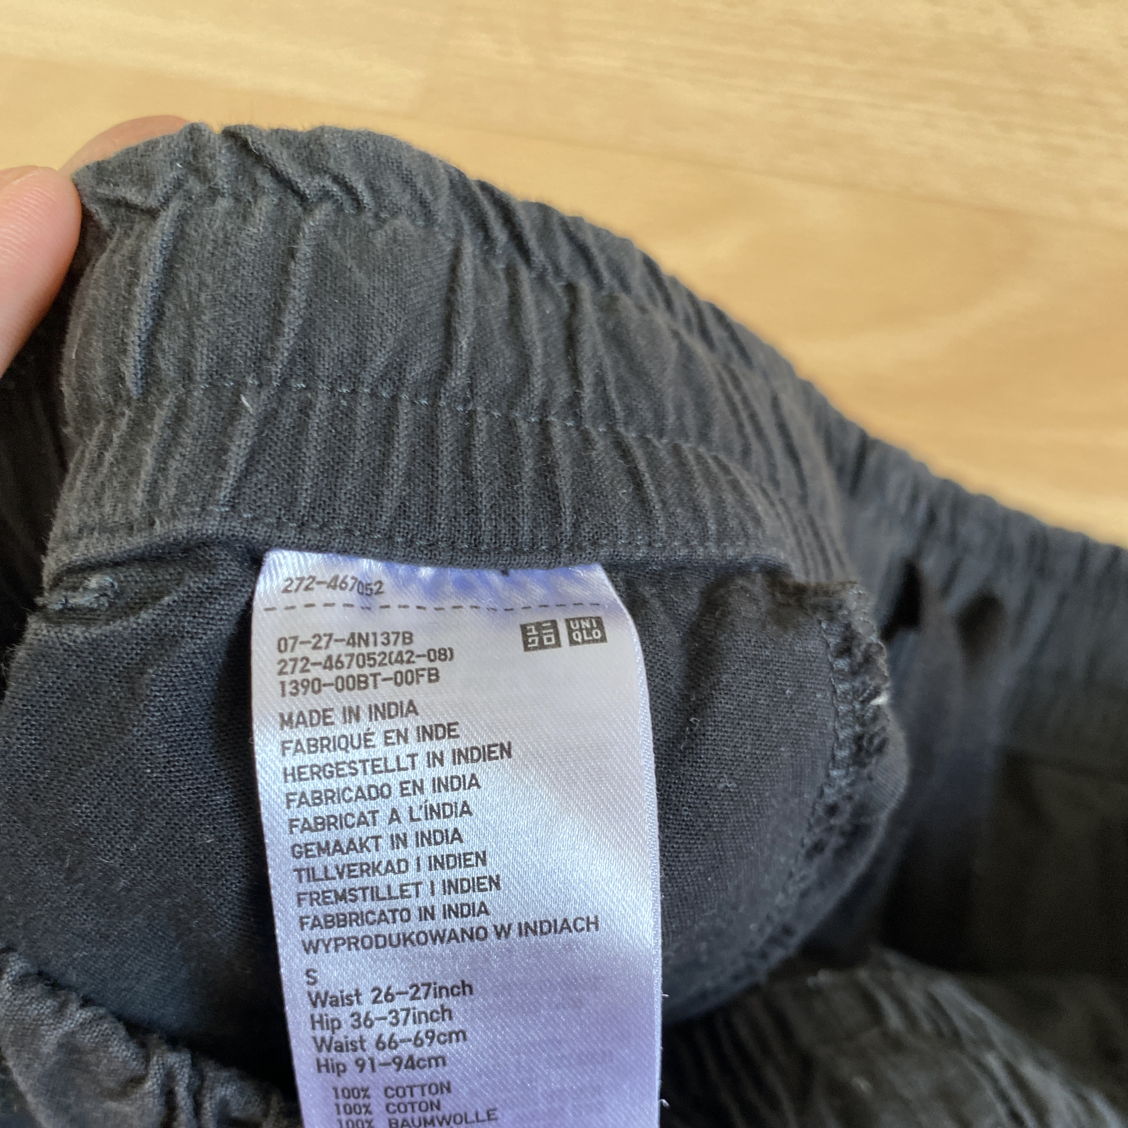 272-467052
07-27-4N137B
272-467052(42-08)
1390-00BT-00FB
ユニ
クロ
UNI
QLO
MADE IN INDIA
FABRIQUÉ EN INDE
HERGESTELLT IN INDIEN
FABRICADO EN INDIA
FABRICAT A L'ÍNDIA
GEMAAKT IN INDIA
TILLVERKAD I INDIEN
FREMSTILLET I INDIEN
FABBRICATO IN INDIA
WYPRODUKOWANO W INDIACH
S
Waist 26-27inch
Hip 36-37inch
Waist 66-69cm
Hip 91-94cm
100% COTTON
100% COTON
100% BAUMWOLLE